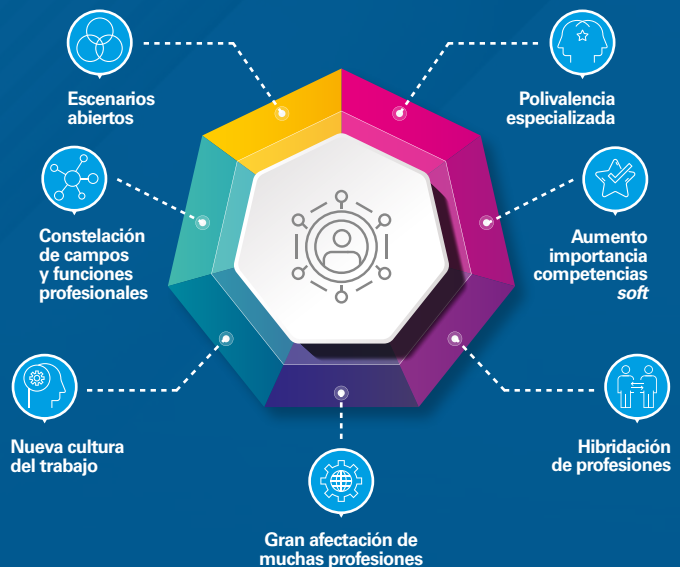 Escenarios
abiertos
Polivalencia
especializada
Constelación
de campos
y funciones
profesionales
Aumento
importancia
competencias
soft
Nueva cultura
del trabajo
Hibridación
de profesiones
Gran afectación de
muchas profesiones